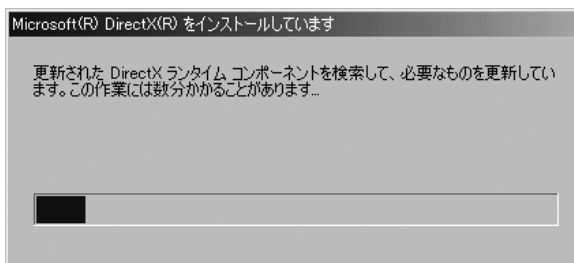 Microsoft(R) DirectX(R) をインストールしています
更新された DirectX ランタイム コンポーネントを検索して、必要なものを更新してい
ます。この作業には数分かかることがあります...